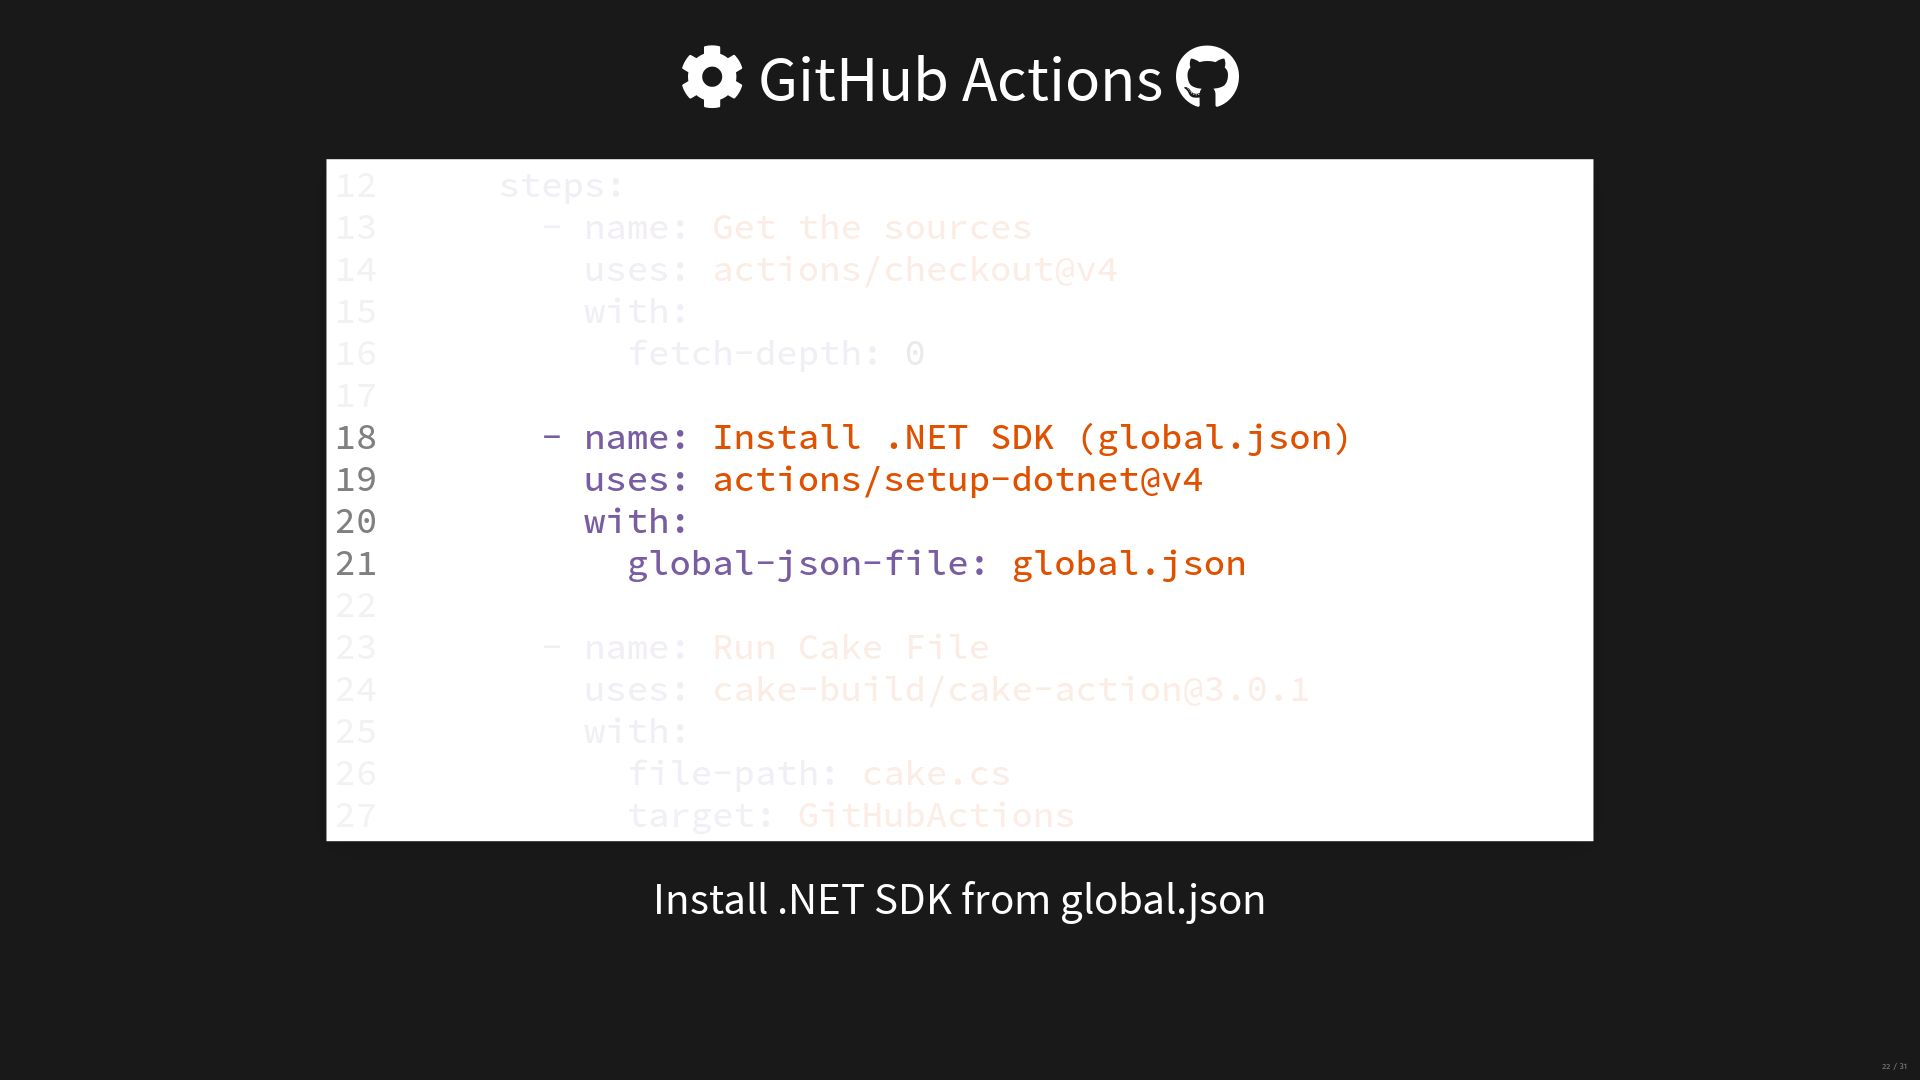 GitHub Actions
12 steps:
13 - name: Get the sources
14 uses: actions/checkout@v4
15 with:
16 fetch-depth: 0
17
18 - name: Install .NET SDK (global.json)
19 uses: actions/setup-dotnet@v4
20 with:
21 global-json-file: global.json
22
23 - name: Run Cake File
24 uses: cake-build/cake-action@3.0.1
25 with:
26 file-path: cake.cs
27 target: GitHubActions
Install .NET SDK from global.json
22 / 31